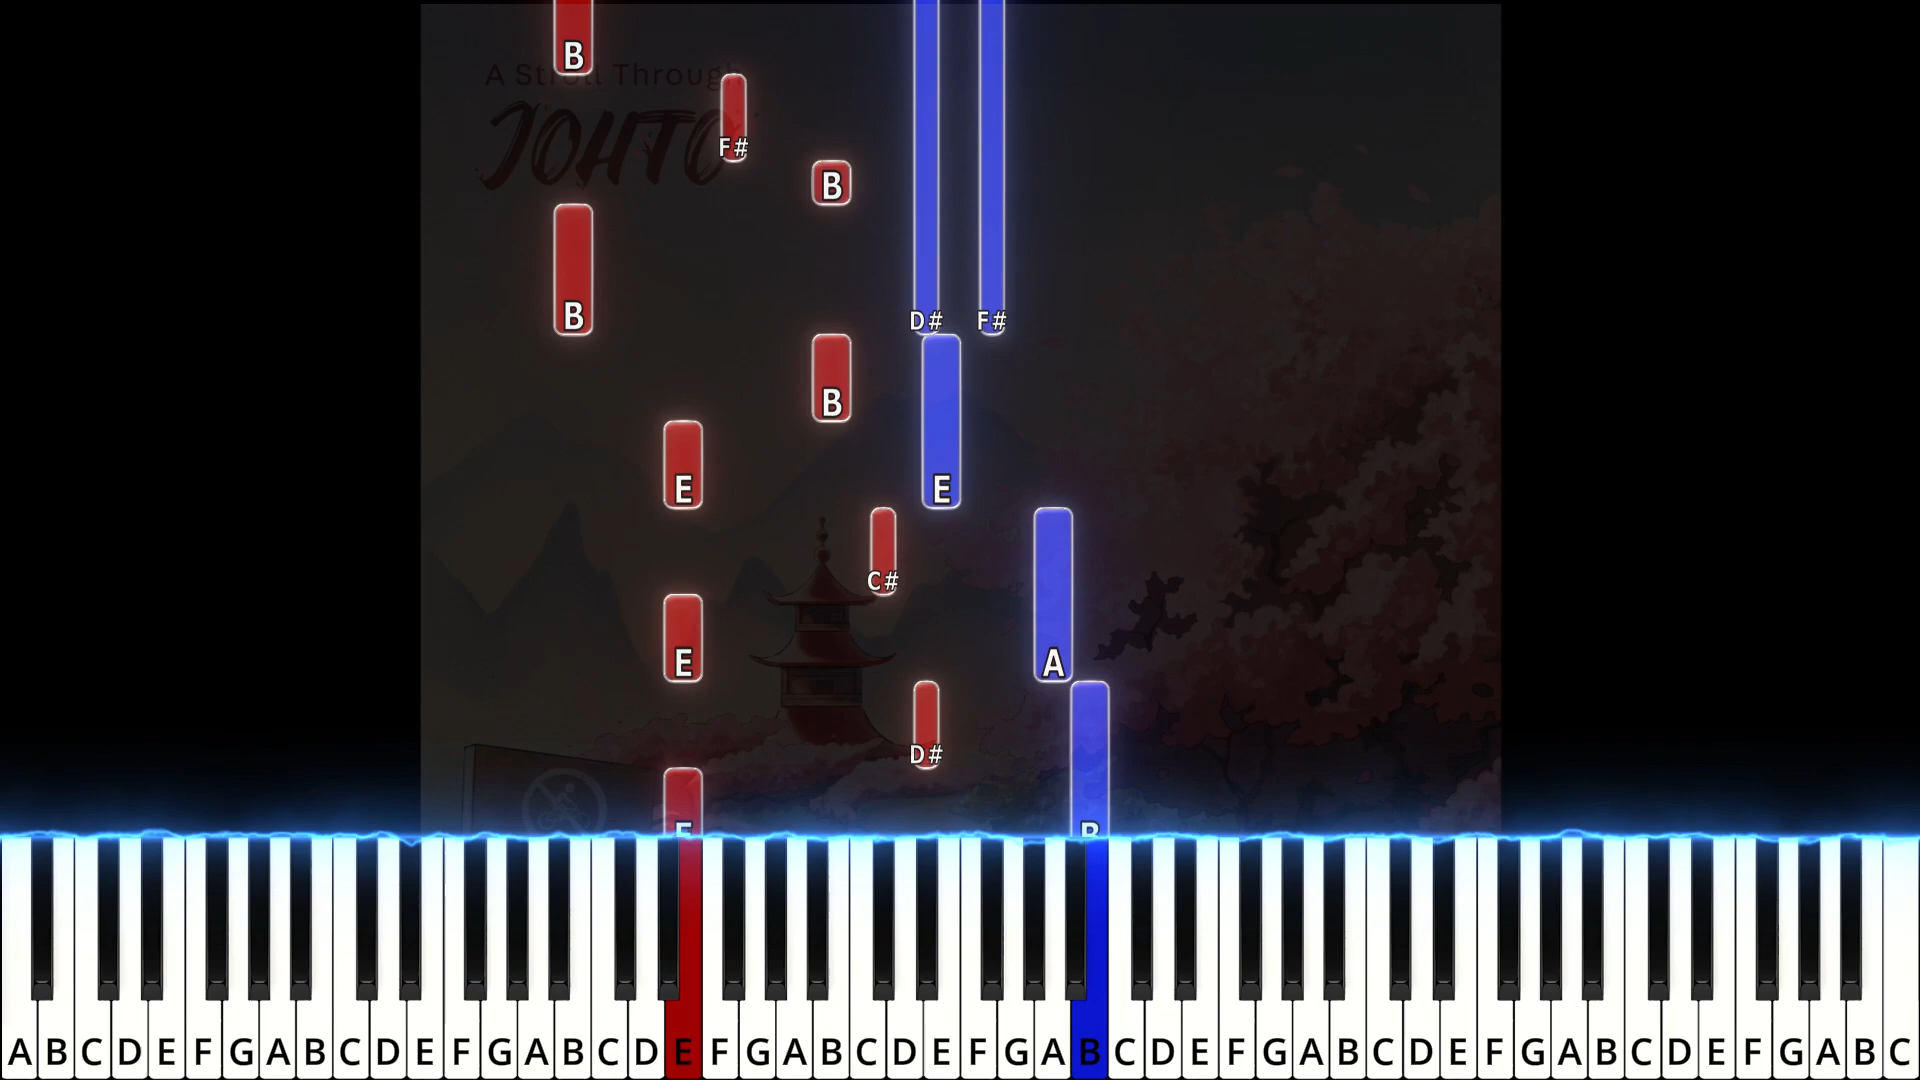 B
A Stroll Through
JOHTO
F#
B
B
D# F#
B
E E
C#
E A
D#
E B
A B C D E F G A B C D E F G A B C D E F G A B C D E F G A B C D E F G A B C D E F G A B C D E F G A B C